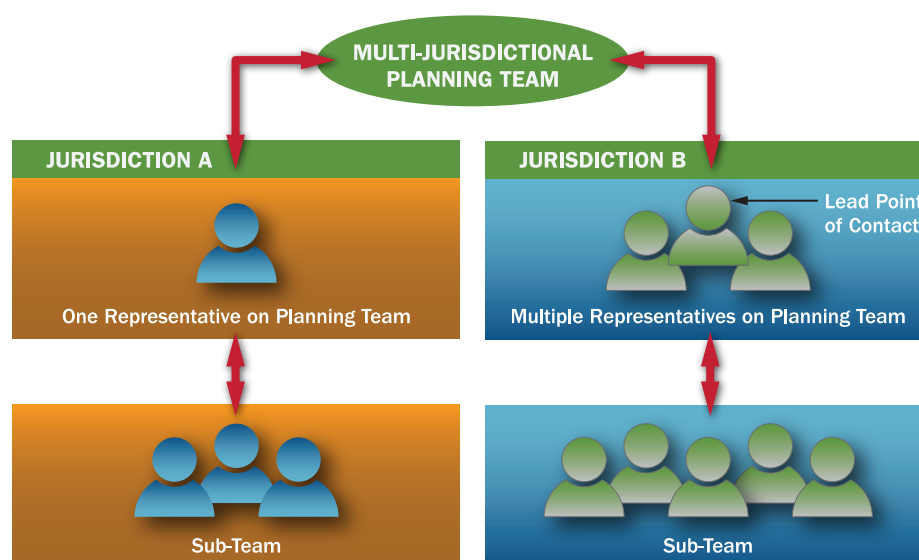 MULTI-JURISDICTIONAL
PLANNING TEAM
JURISDICTION A
JURISDICTION B
Lead Point
of Contact
One Representative on Planning Team
Multiple Representatives on Planning Team
Sub-Team
Sub-Team